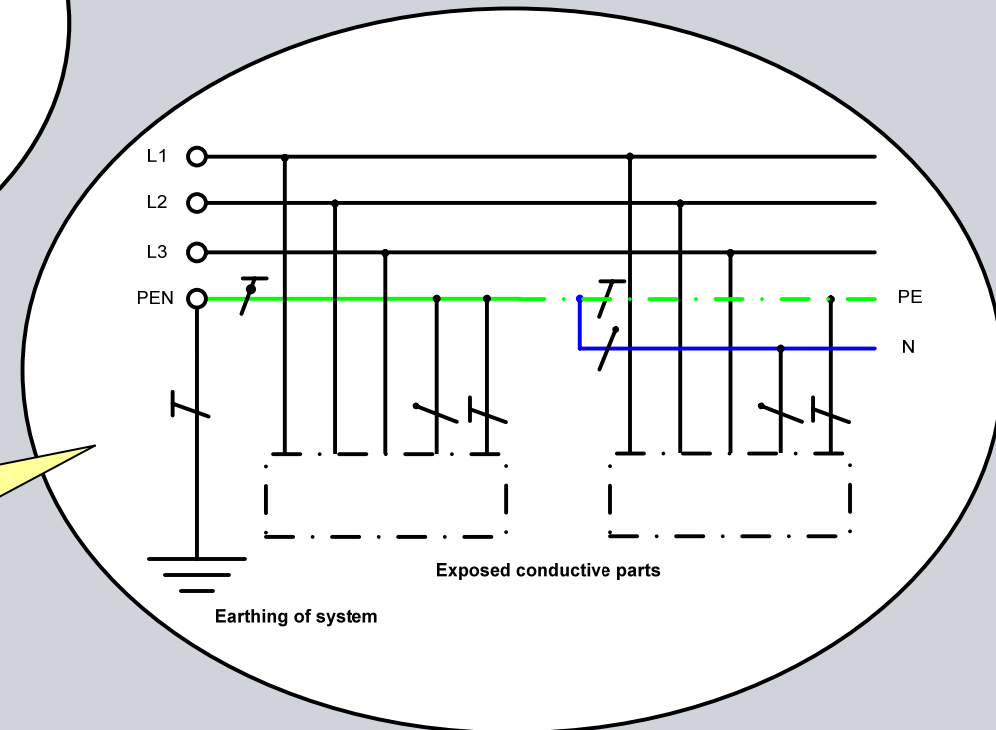 L1
L2
L3
PEN
PE
N
Exposed conductive parts
Earthing of system